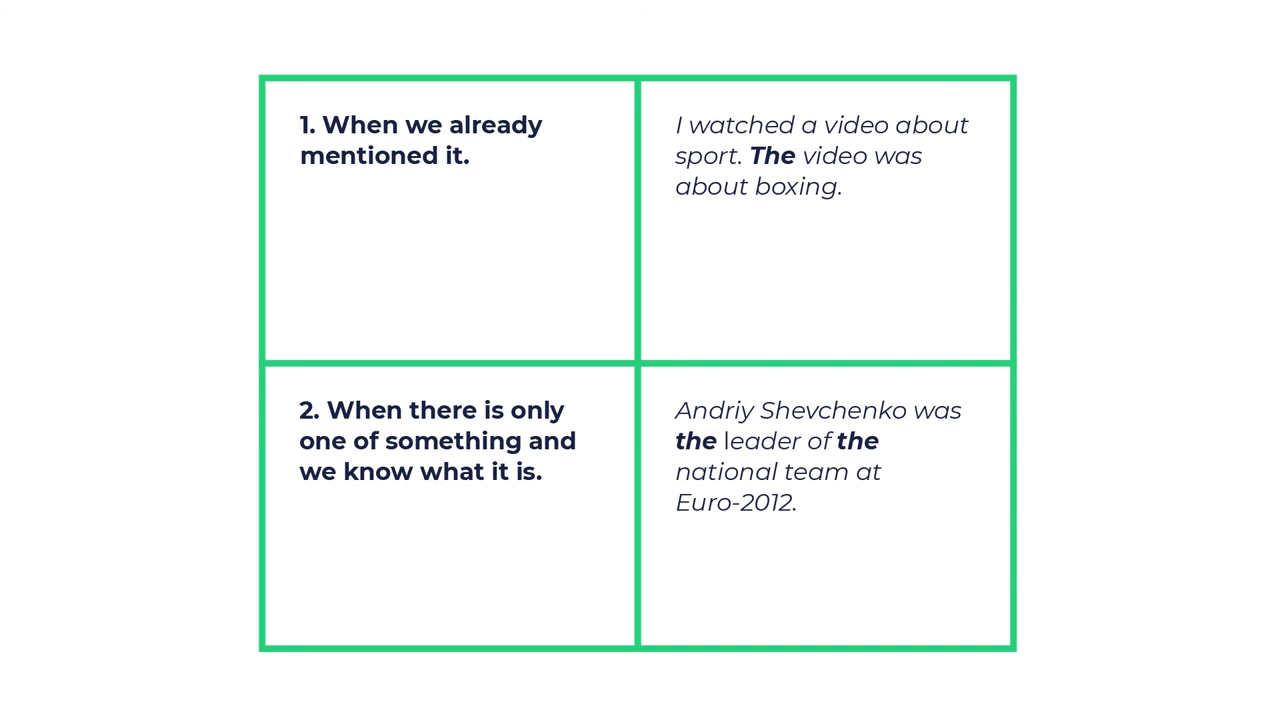 1. When we already
mentioned it.
I watched a video about
sport. The video was
about boxing.
2. When there is only
one of something and
we know what it is.
Andriy Shevchenko was
the leader of the
national team at
Euro-2012.